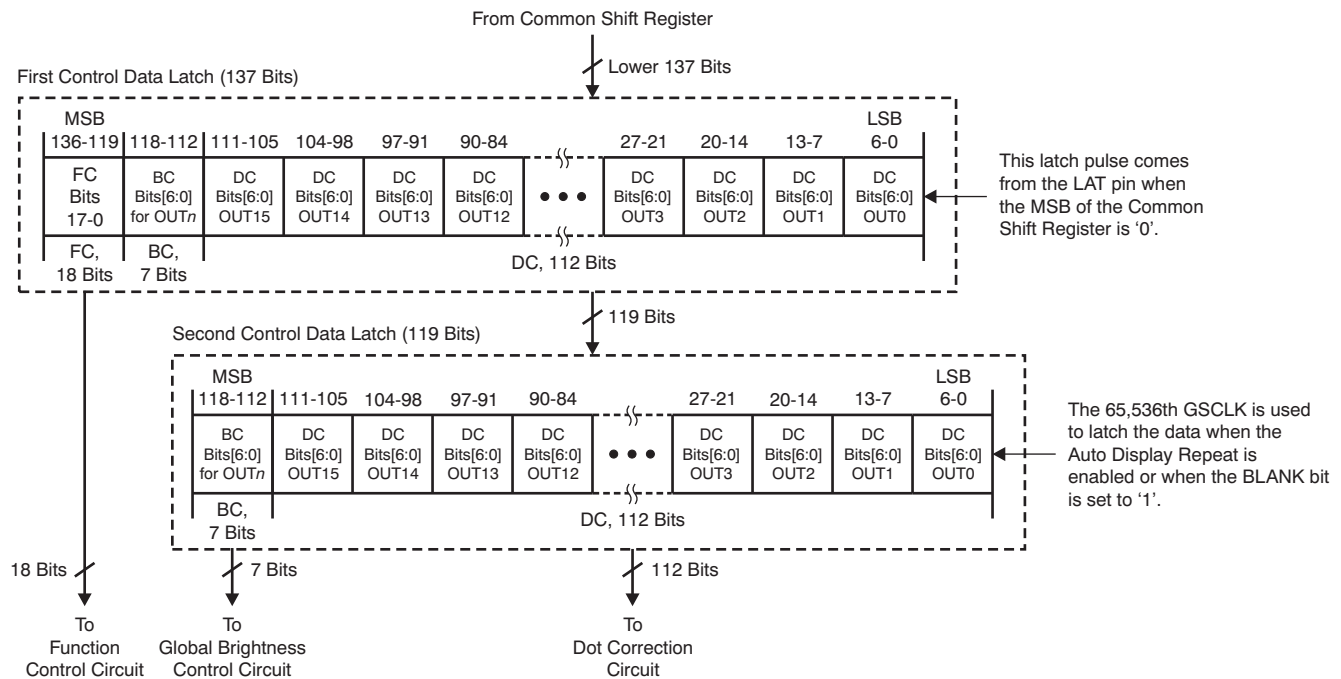 From Common Shift Register
Lower 137 Bits
First Control Data Latch (137 Bits)
MSB
LSB
136-119 118-112 111-105 104-98 97-91 90-84 27-21 20-14 13-7 6-0
FC
Bits
17-0
BC
Bits[6:0]
for OUTn
DC
Bits[6:0]
OUT15
DC
Bits[6:0]
OUT14
DC
Bits[6:0]
OUT13
DC
Bits[6:0]
OUT12
DC
Bits[6:0]
OUT3
DC
Bits[6:0]
OUT2
DC
Bits[6:0]
OUT1
DC
Bits[6:0]
OUT0
FC,
18 Bits
BC,
7 Bits
DC, 112 Bits
This latch pulse comes
from the LAT pin when
the MSB of the Common
Shift Register is ‘0’.
119 Bits
Second Control Data Latch (119 Bits)
MSB
LSB
118-112 111-105 104-98 97-91 90-84 27-21 20-14 13-7 6-0
BC
Bits[6:0]
for OUTn
DC
Bits[6:0]
OUT15
DC
Bits[6:0]
OUT14
DC
Bits[6:0]
OUT13
DC
Bits[6:0]
OUT12
DC
Bits[6:0]
OUT3
DC
Bits[6:0]
OUT2
DC
Bits[6:0]
OUT1
DC
Bits[6:0]
OUT0
BC,
7 Bits
DC, 112 Bits
The 65,536th GSCLK is used
to latch the data when the
Auto Display Repeat is
enabled or when the BLANK bit
is set to ‘1’.
18 Bits
7 Bits
112 Bits
To
Function
Control Circuit
To
Global Brightness
Control Circuit
To
Dot Correction
Circuit